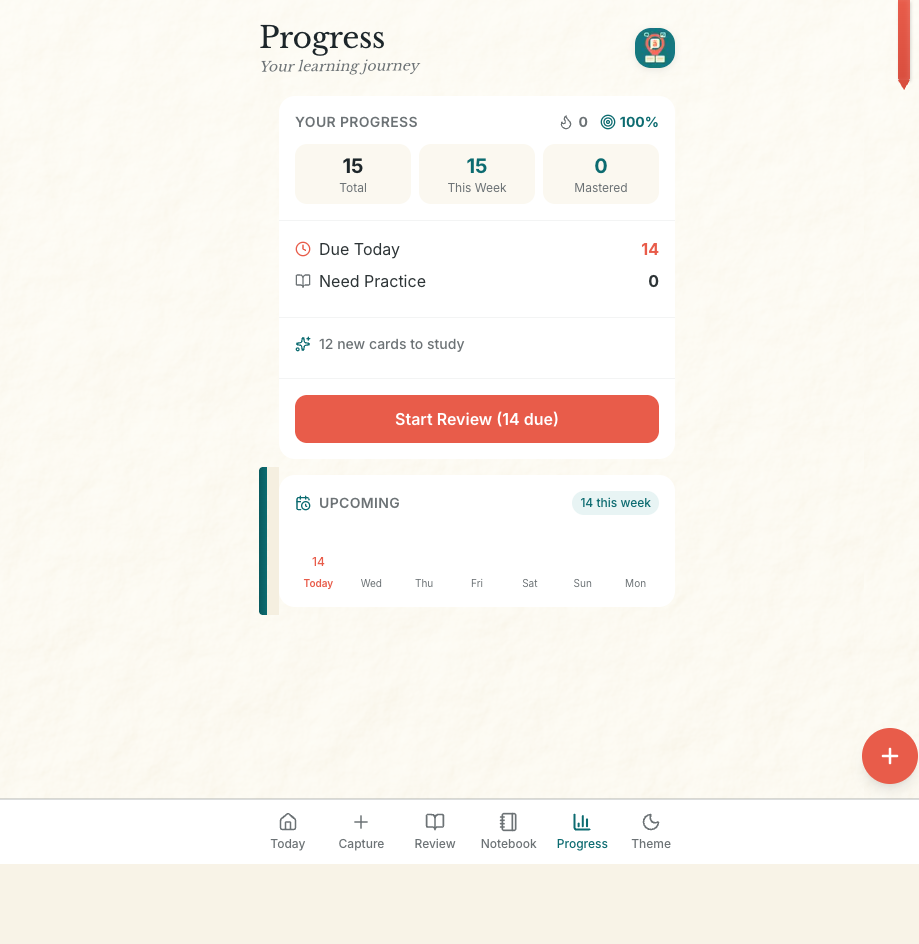 Progress
Your learning journey
YOUR PROGRESS 0 100%
15 15 0
Total This Week Mastered
Due Today 14
Need Practice 0
12 new cards to study
Start Review (14 due)
UPCOMING 14 this week
14
Today Wed Thu Fri Sat Sun Mon
Today Capture Review Notebook Progress Theme